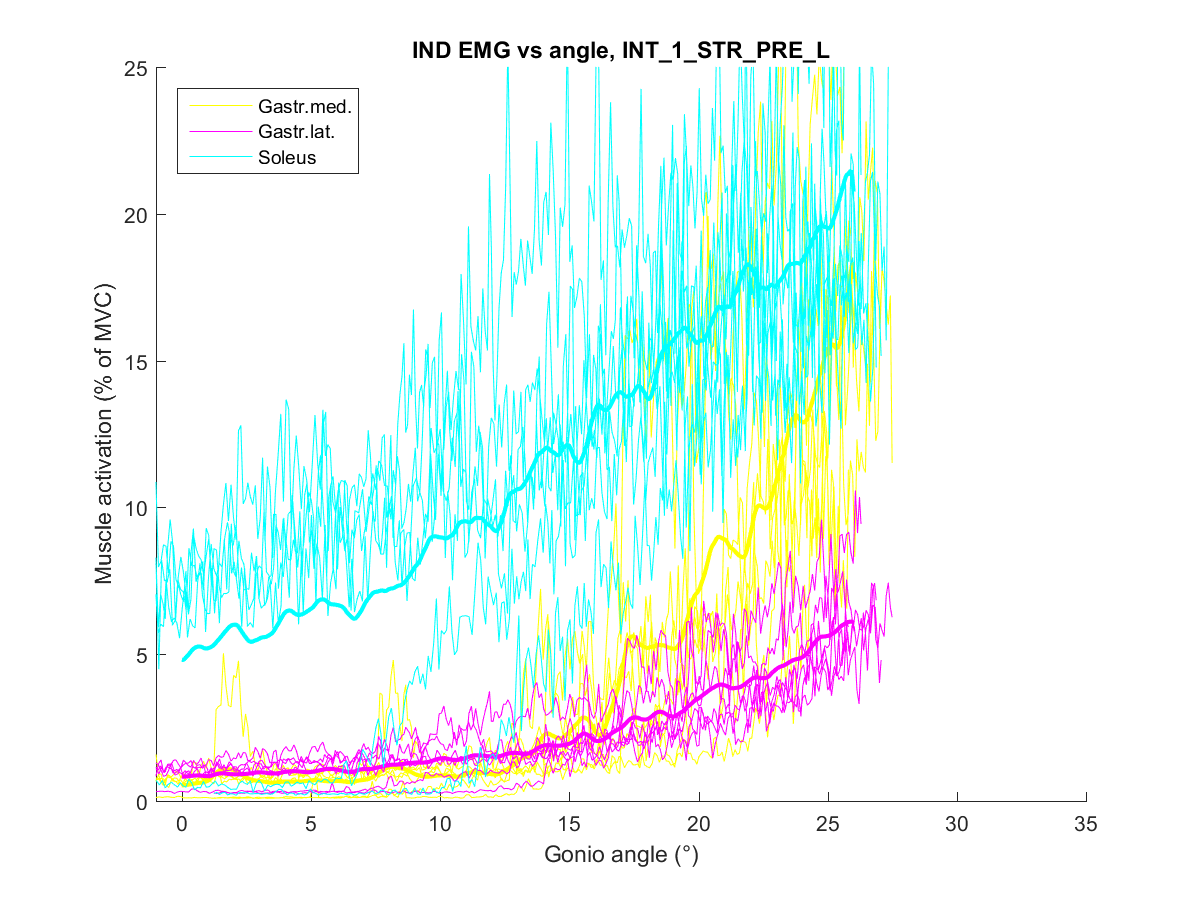 IND EMG vs angle, INT_1_STR_PRE_L
25
20
15
10
5
0
Muscle activation (% of MVC)
Gastr.med.
Gastr.lat.
Soleus
0 5 10 15 20 25 30 35
Gonio angle (°)